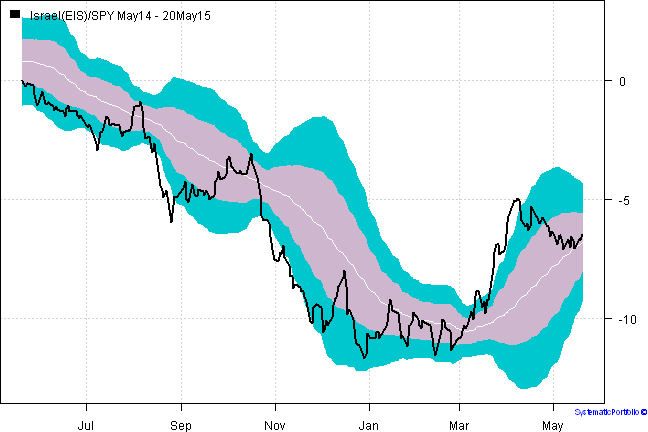 Israel(EIS)/SPY May14 - 20May15
0
-5
-10
Jul Sep Nov Jan Mar May
SystematicPortfolio ©